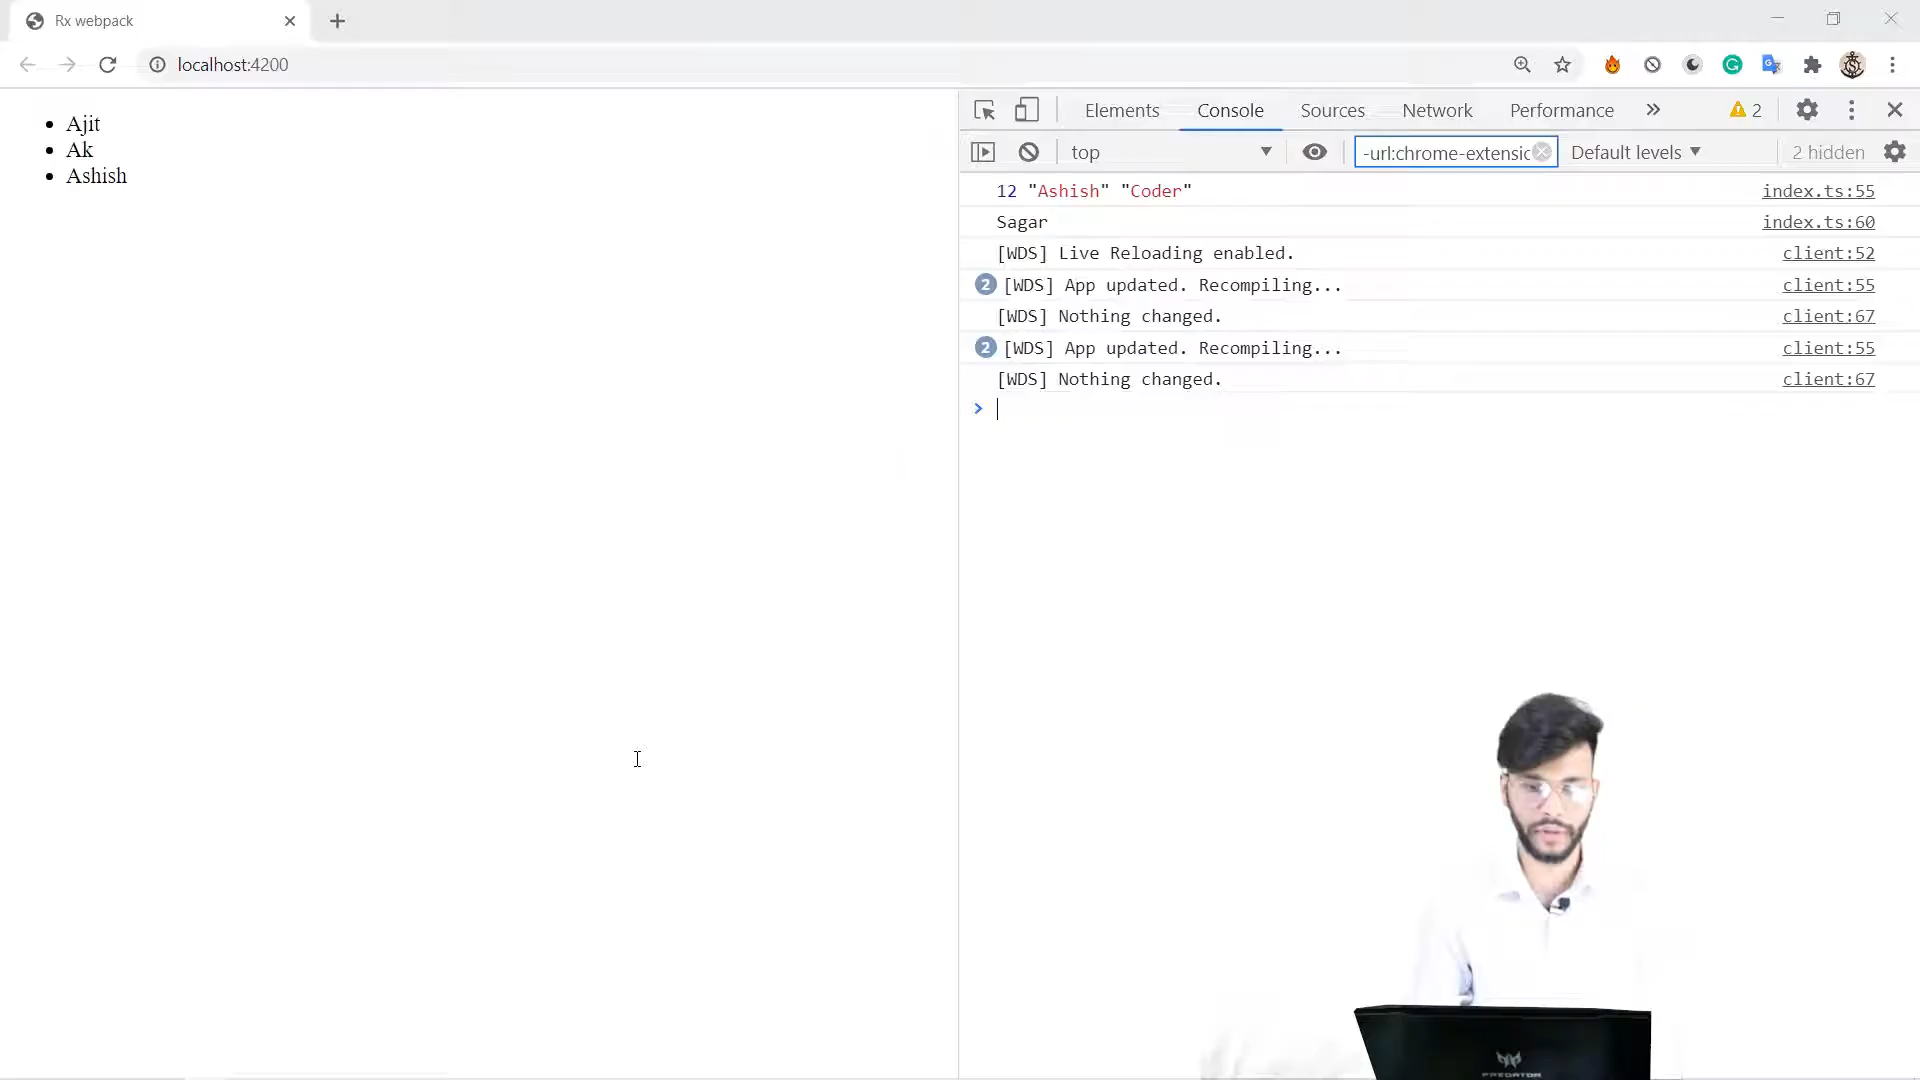 Rx webpack
localhost:4200
Ajit
Ak
Ashish
Elements Console Sources Network Performance 2
top -url:chrome-extensic Default levels 2 hidden
12 "Ashish" "Coder" index.ts:55
Sagar index.ts:60
[WDS] Live Reloading enabled. client:52
2 [WDS] App updated. Recompiling... client:55
[WDS] Nothing changed. client:67
2 [WDS] App updated. Recompiling... client:55
[WDS] Nothing changed. client:67
PREDATOR